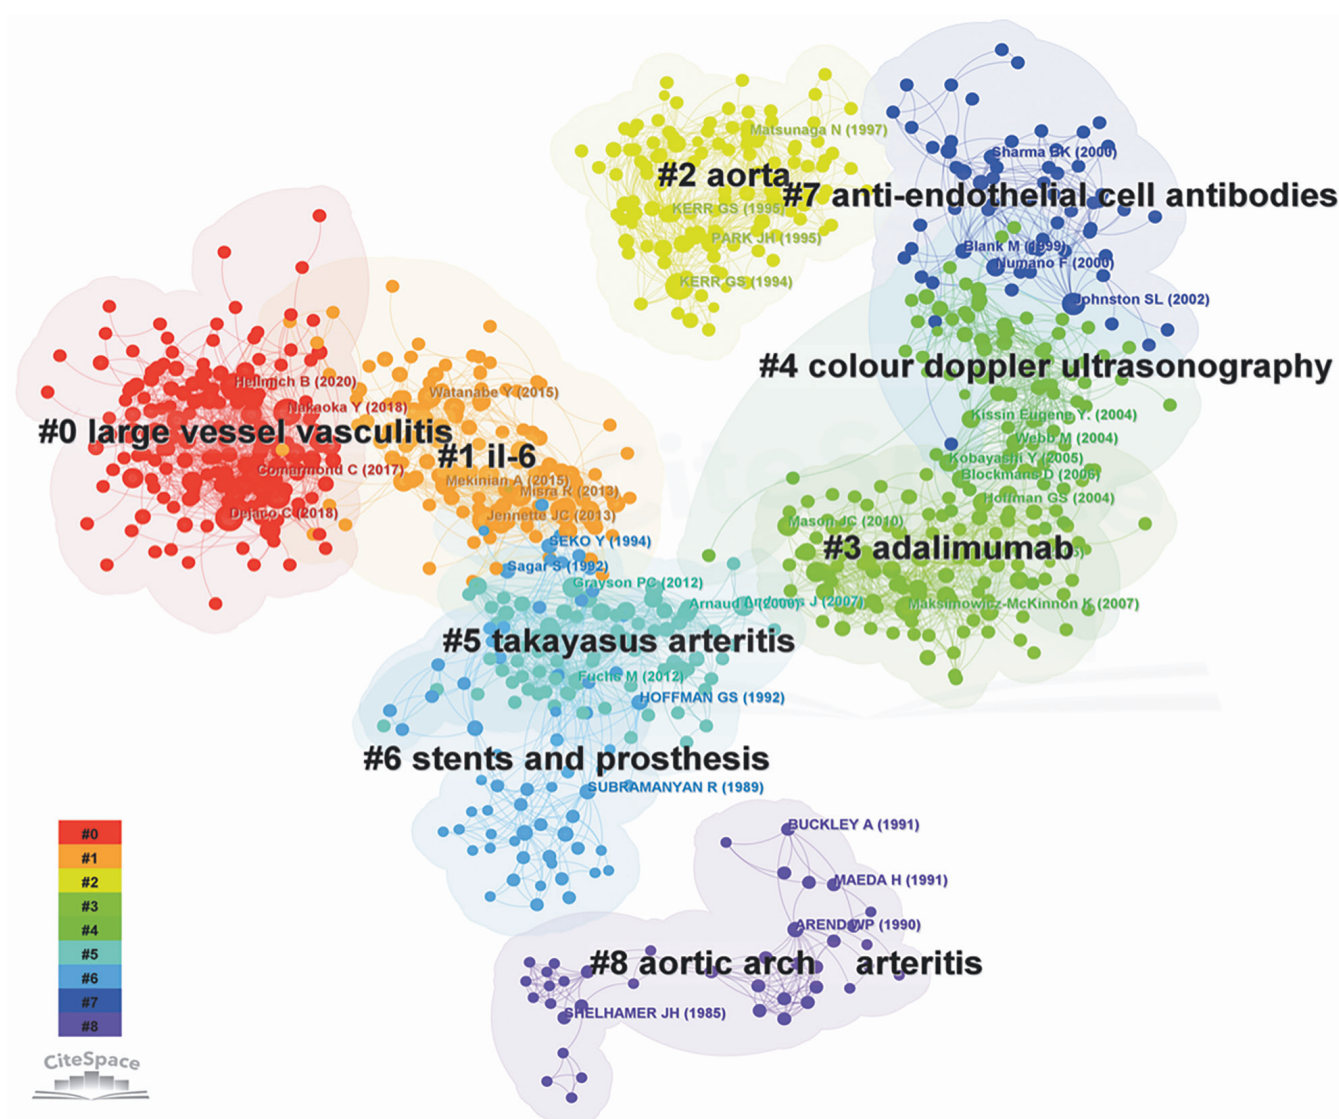 Matsunaga N (1997)
Sharma BK (2000)
#2 aorta
#7 anti-endothelial cell antibodies
KERR GS (1995)
PARK JH (1995)
Blank M (1999)
Numano F (2000)
KERR GS (1994)
Johnston SL (2002)
#4 colour doppler ultrasonography
Hellmich B (2020)
Watanabe Y (2015)
Nakaoka Y (2018)
Kissin Eugeng Y. (2004)
#0 large vessel vasculitis
Webb M (2004)
#1 il-6
Kobayashi Y (2005)
Comarmond C (2017)
Blockmans D (2006)
Mekinian A (2015)
Misra R (2013)
Hoffman GS (2004)
Dejaco C (2018)
Jennette JC (2013)
Mason JC (2010)
SEKO Y (1994)
#3 adalimumab
Sagar S (1992)
Grayson PC (2012)
Arnaud
J (2007)
Maksimowicz-McKinnon K (2007)
#5 takayasus arteritis
Fuchs M (2012)
HOFFMAN GS (1992)
#6 stents and prosthesis
SUBRAMANYAN R (1989)
BUCKLEY A (1991)
MAEDA H (1991)
AREND WP (1990)
#8 aortic arch arteritis
SHELHAMER JH (1985)
#0
#1
#2
#3
#4
#5
#6
#7
#8
CiteSpace